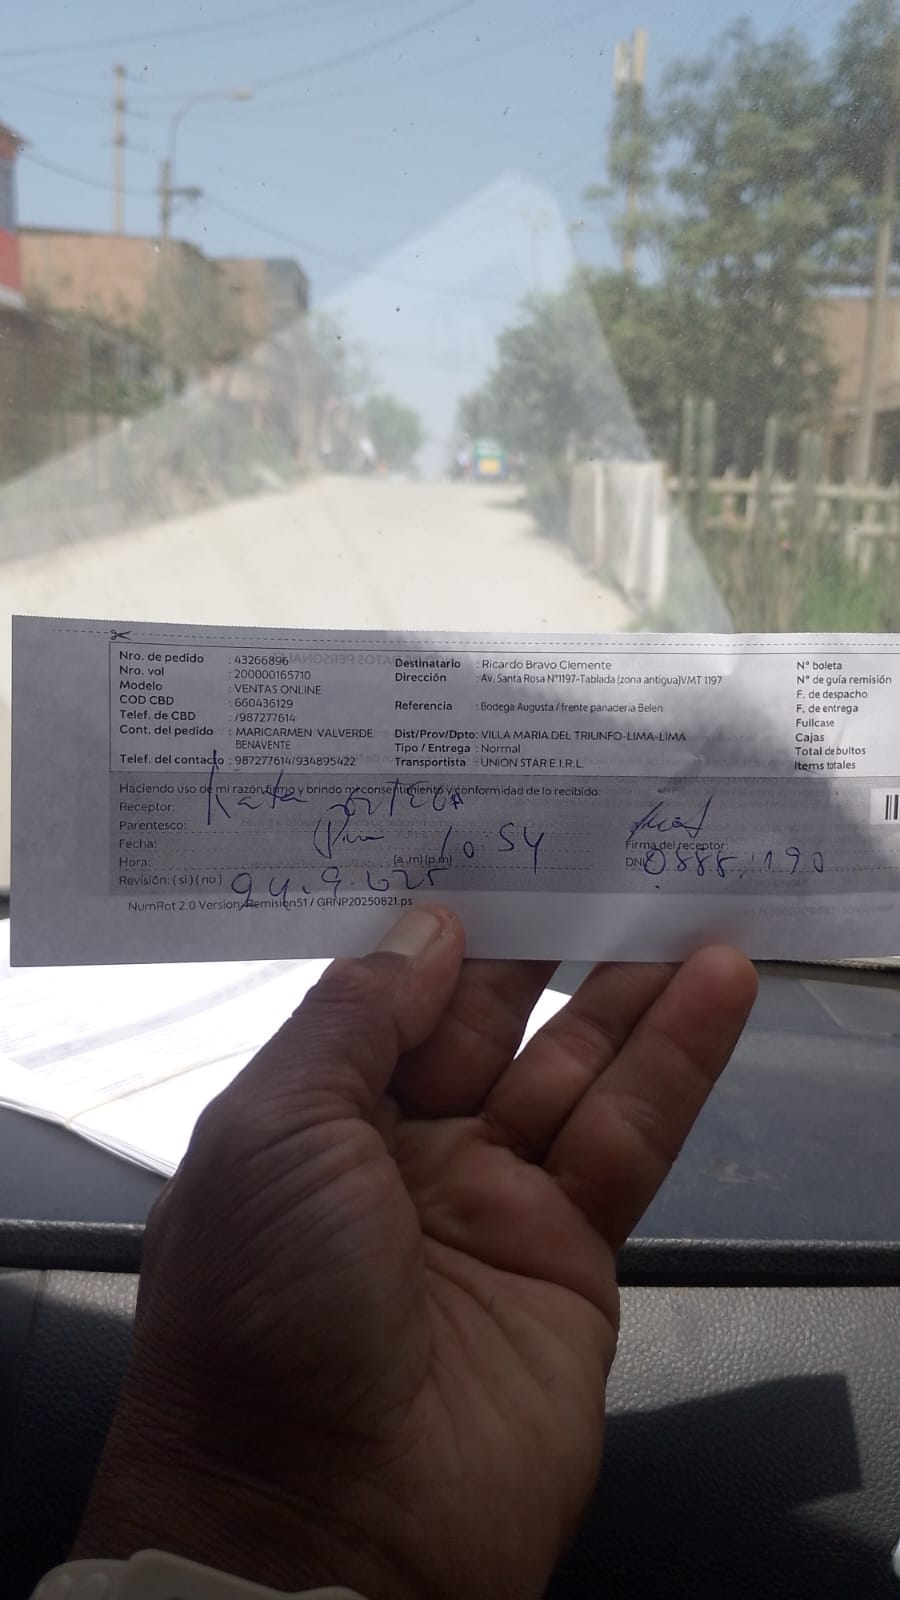 Nro. de pedido : 43266896
Nro. vol : 200000165710
Modelo : VENTAS ONLINE
COD CBD : 660436129
Telef. de CBD : /987277614
Cont. del pedido : MARICARMEN VALVERDE
BENAVENTE
Telef. del contacto : 987277614/934895422
Destinatario : Ricardo Bravo Clemente
Dirección : Av. Santa Rosa N°1197-Tablada (zona antigua)VMT 1197
Referencia : Bodega Augusta / frente panaderia Belen
Dist/Prov/Dpto: VILLA MARIA DEL TRIUNFO-LIMA-LIMA
Tipo / Entrega : Normal
Transportista : UNION STAR E.I.R.L.
N° boleta
N° de guía remisión
F. de despacho
F. de entrega
Fullcase
Cajas
Total de bultos
Items totales
Haciendo uso de mi razón firmo y brindo mi consentimiento y conformidad de lo recibido:
Receptor:
Parentesco:
Fecha: 10:54
Hora: (a.m) (p.m)
Revisión: ( si ) ( no )
Firma del receptor:
DNI:
NumRot 2.0 Version Remision51 / GRNP20250821.ps